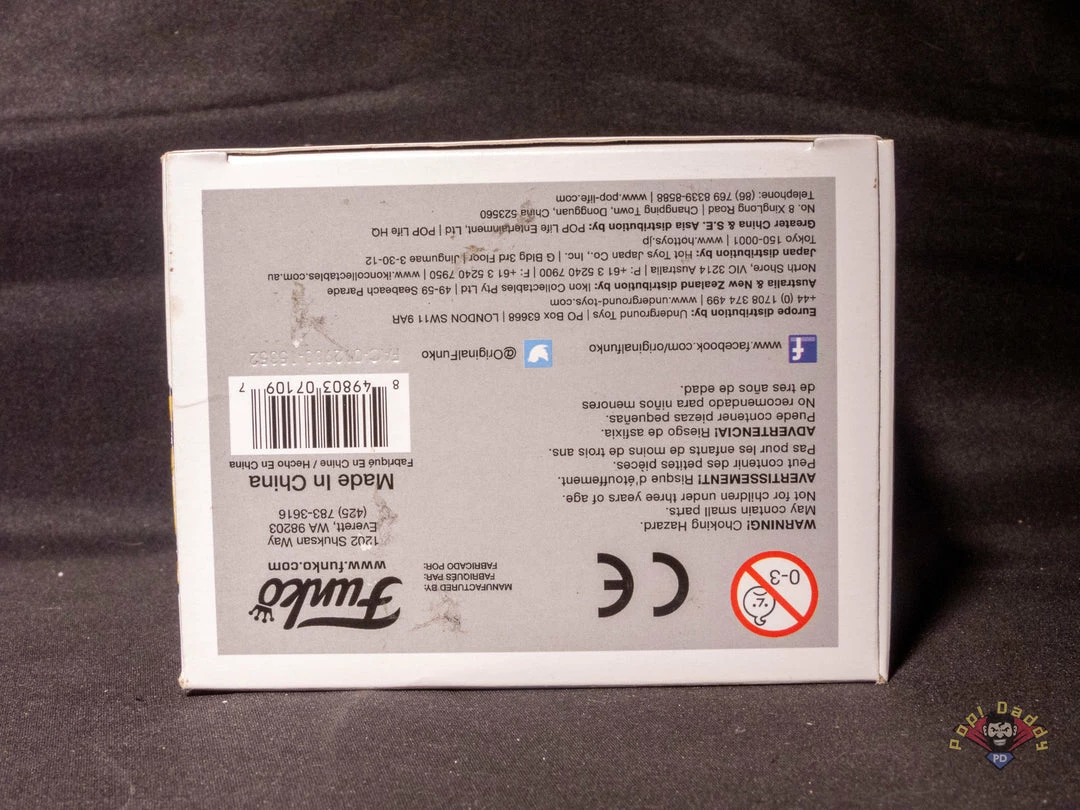 WARNING! Choking Hazard.
May contain small parts.
Not for children under three years of age.
AVERTISSEMENT! Risque d'étouffement.
Peut contenir des petites pièces.
Pas pour les enfants de moins de trois ans.
ADVERTENCIA! Riesgo de asfixia.
Puede contener piezas pequeñas.
No recomendado para niños menores
de tres años de edad.
0-3
CE
MANUFACTURED BY:
FABRIQUÉS PAR:
FABRICADO POR:
Funko
www.funko.com
1202 Shuksan Way
Everett, WA 98203
(425) 783-3616
Made In China
Fabriqué En Chine / Hecho En China
8 49803 07109 7
www.facebook.com/originalfunko
@OriginalFunko
Europe distribution by: Underground Toys | PO Box 63668 | LONDON SW11 9AR
+44 (0) 1708 374 499 | www.underground-toys.com
Australia & New Zealand distribution by: Ikon Collectables Pty Ltd | 49-59 Seabeach Parade
North Shore, VIC 3214 Australia | P: +61 3 5240 7900 | F: +61 3 5240 7950 | www.ikoncollectables.com.au
Japan distribution by: Hot Toys Japan Co., Inc. | G Bldg 3rd Floor | Jingumae 3-30-12
Tokyo 150-0001 | www.hottoys.jp
Greater China & S.E. Asia distribution by: POP Life Entertainment, Ltd | POP Life HQ
No. 8 XingLong Road | Changping Town, Dongguan, China 523560
Telephone: (86) 769 8339-8588 | www.pop-life.com
pop! Daddy
PD